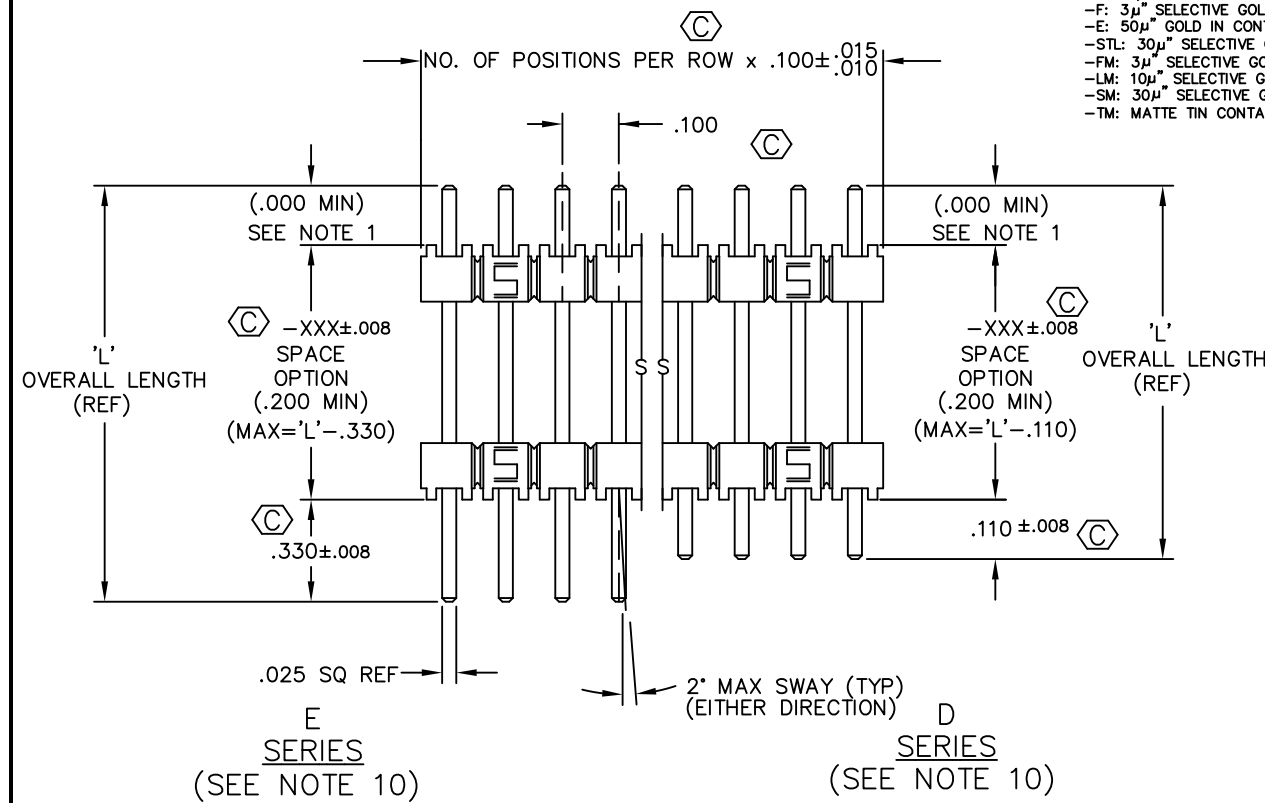 -F: 3µ" SELECTIVE
-E: 50µ" GOLD IN
-STL: 30µ" SELECTIVE
-FM: 3µ" SELECTIVE
-LM: 10µ" SELECTIVE
-SM: 30µ" SELECTIVE
-TM: MATTE TIN
C
NO. OF POSITIONS PER ROW x .100± .015
.010
.100
C
(.000 MIN)
SEE NOTE 1
(.000 MIN)
SEE NOTE 1
C -XXX±.008
SPACE
OPTION
(.200 MIN)
(MAX='L'-.330)
'L'
OVERALL LENGTH
(REF)
S S
C
-XXX±.008
SPACE
OPTION
(.200 MIN)
(MAX='L'-.110)
'L'
OVERALL LENGTH
(REF)
C
.330±.008
.110 ±.008 C
.025 SQ REF
2° MAX SWAY (TYP)
(EITHER DIRECTION)
E
SERIES
(SEE NOTE 10)
D
SERIES
(SEE NOTE 10)